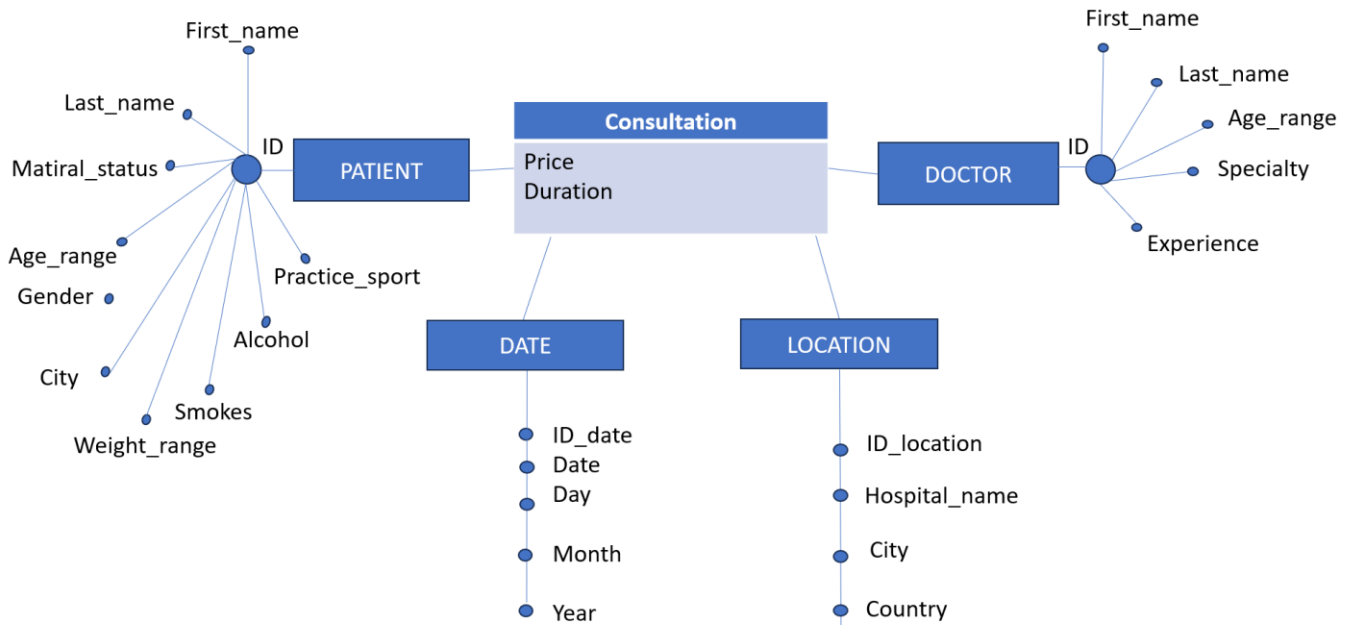 First_name
Last_name
ID
Matiral_status
Age_range
Gender
City
Weight_range
Smokes
Alcohol
Practice_sport
PATIENT
Consultation
Price
Duration
DOCTOR
ID
First_name
Last_name
Age_range
Specialty
Experience
DATE
ID_date
Date
Day
Month
Year
LOCATION
ID_location
Hospital_name
City
Country